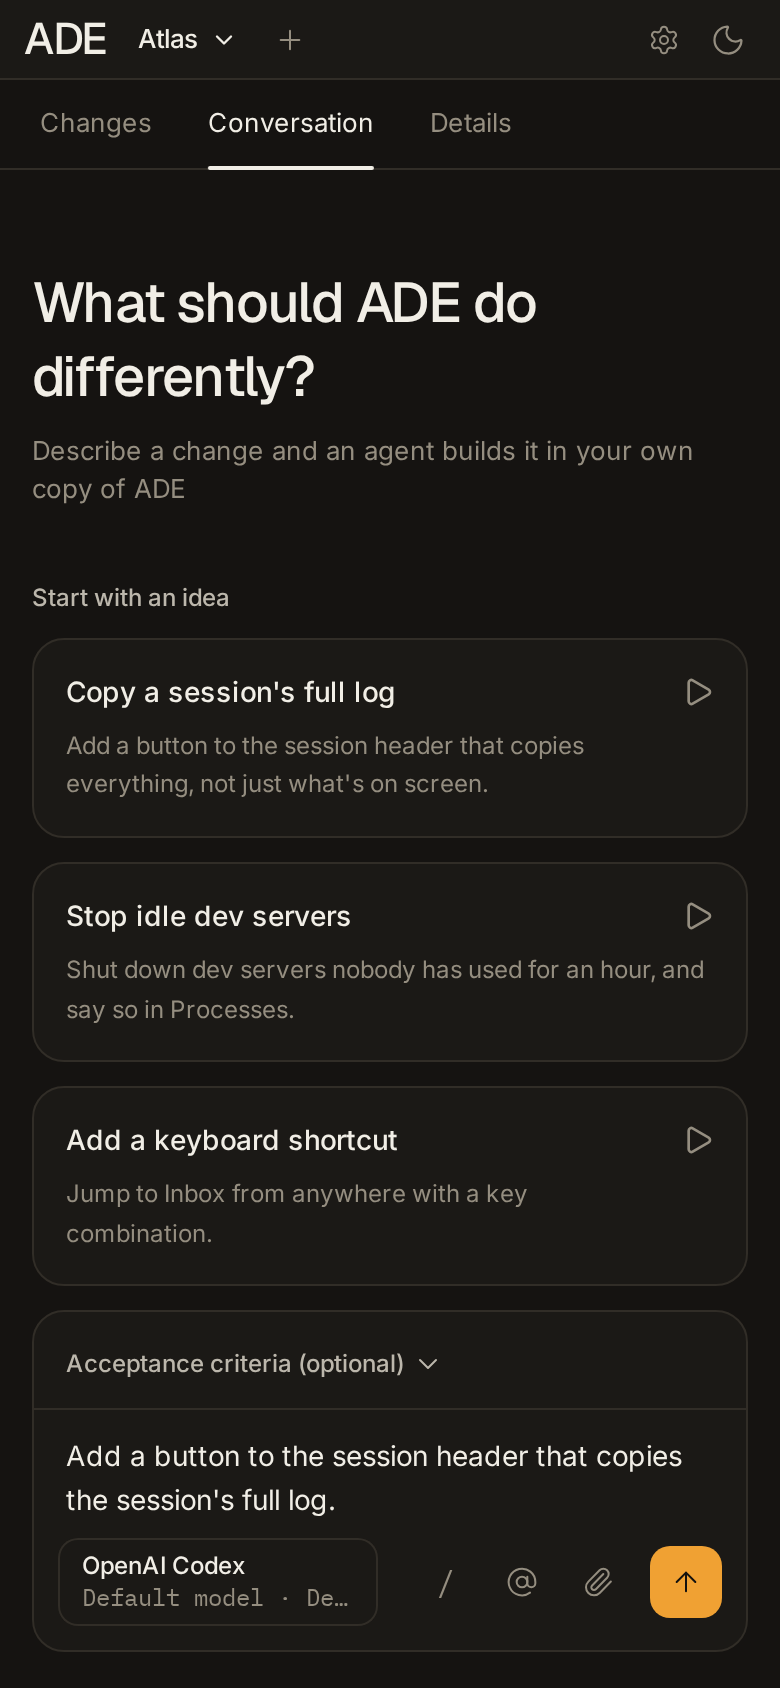 ADE Atlas
Changes Conversation Details
What should ADE do
differently?
Describe a change and an agent builds it in your own
copy of ADE
Start with an idea
Copy a session's full log
Add a button to the session header that copies
everything, not just what's on screen.
Stop idle dev servers
Shut down dev servers nobody has used for an hour, and
say so in Processes.
Add a keyboard shortcut
Jump to Inbox from anywhere with a key
combination.
Acceptance criteria (optional)
Add a button to the session header that copies
the session's full log.
OpenAI Codex
Default model · De…
/ @